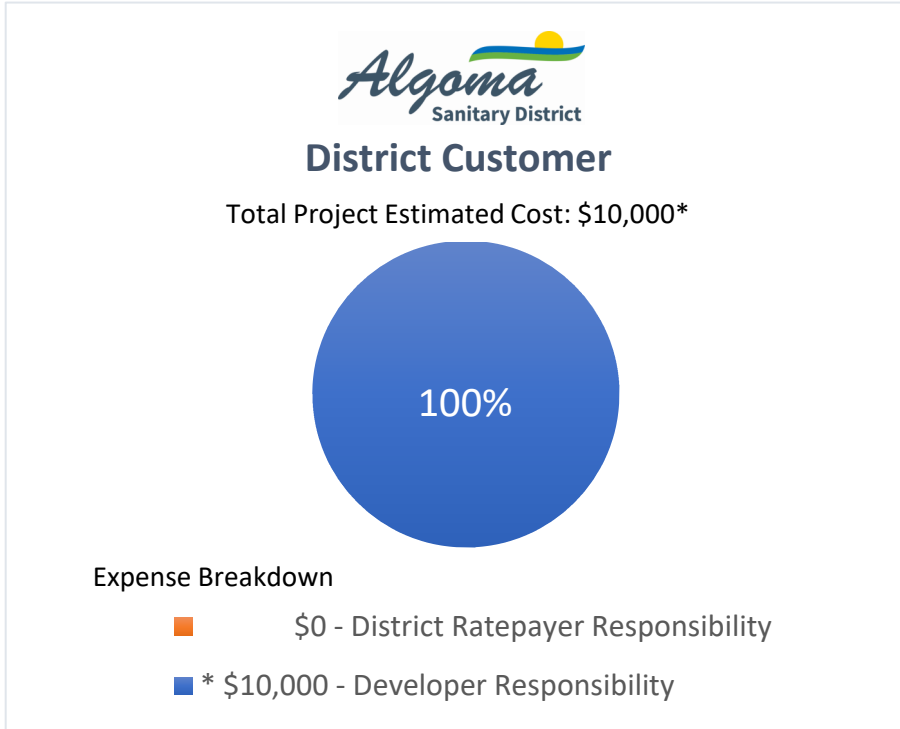 Algoma
Sanitary District
District Customer
Total Project Estimated Cost: $10,000*
100%
Expense Breakdown
$0 - District Ratepayer Responsibility
* $10,000 - Developer Responsibility